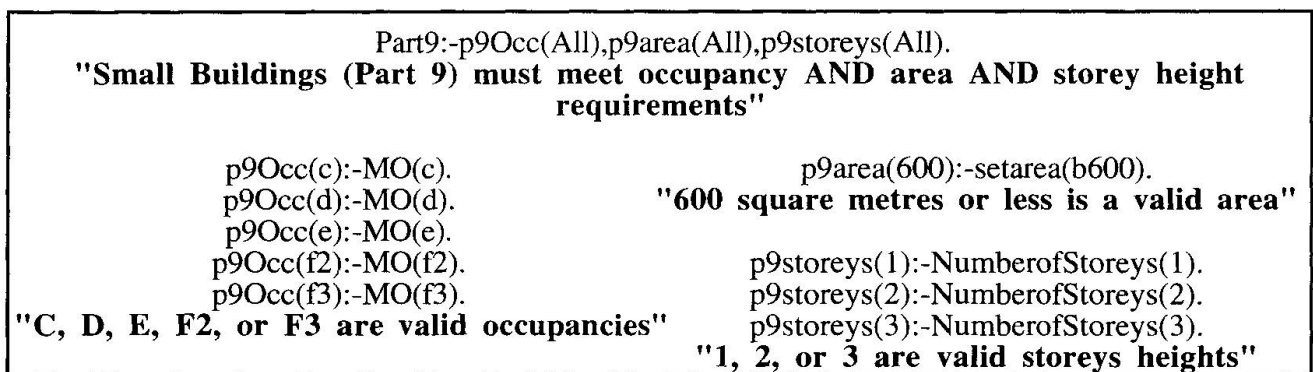 Part9:-p9Occ(All),p9area(All),p9storeys(All).
"Small Buildings (Part 9) must meet occupancy AND area AND storey height
requirements"
p9Occ(c):-MO(c).
p9Occ(d):-MO(d).
p9Occ(e):-MO(e).
p9Occ(f2):-MO(f2).
p9Occ(f3):-MO(f3).
"C, D, E, F2, or F3 are valid occupancies"
p9area(600):-setarea(b600).
"600 square metres or less is a valid area"
p9storeys(1):-NumberofStoreys(1).
p9storeys(2):-NumberofStoreys(2).
p9storeys(3):-NumberofStoreys(3).
"1, 2, or 3 are valid storeys heights"